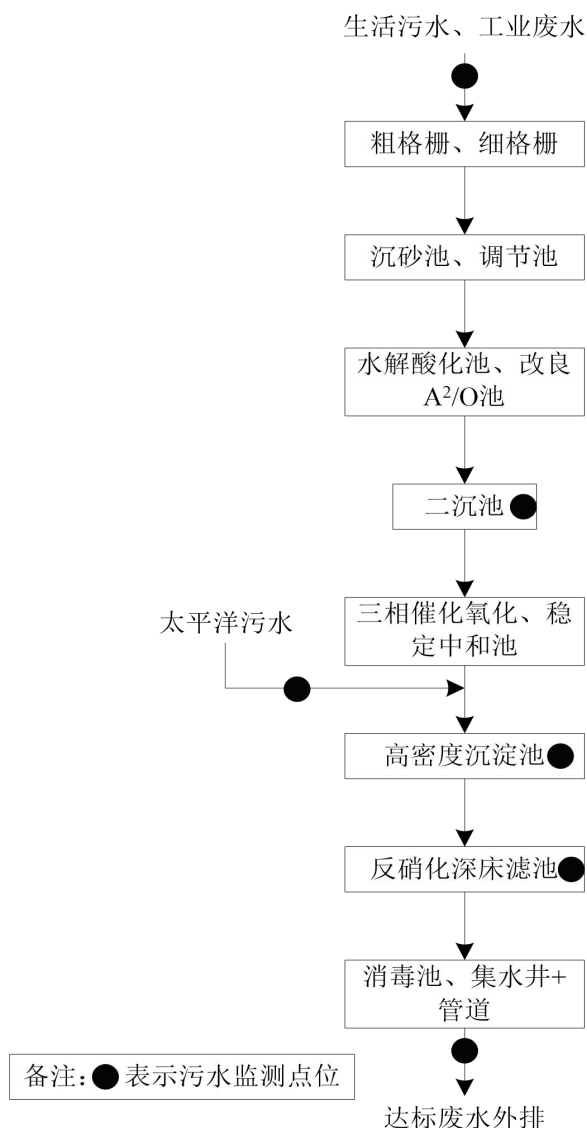 生活污水、工业废水
粗格栅、细格栅
沉砂池、调节池
水解酸化池、改良
A²/O池
二沉池
太平洋污水
三相催化氧化、稳
定中和池
高密度沉淀池
反硝化深床滤池
消毒池、集水井+
管道
备注:●表示污水监测点位
达标废水外排